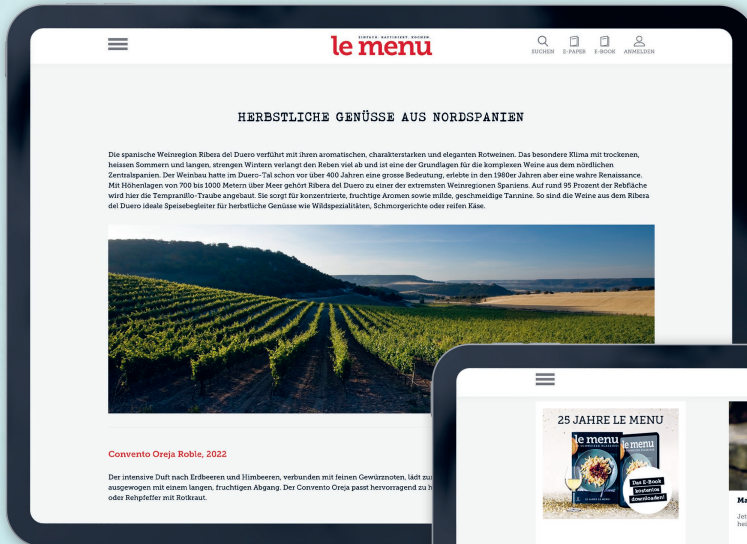 EINFACH. RAFFINIERT. KOCHEN.
le menu
SUCHEN E-PAPER E-BOOK ANMELDEN
HERBSTLICHE GENÜSSE AUS NORDSPANIEN
Die spanische Weinregion Ribera del Duero verführt mit ihren aromatischen, charakterstarken und eleganten Rotweinen. Das besondere Klima mit trockenen,
heissen Sommern und langen, strengen Wintern verlangt den Reben viel ab und ist eine der Grundlagen für die komplexen Weine aus dem nördlichen
Zentralspanien. Der Weinbau hatte im Duero-Tal schon vor über 400 Jahren eine grosse Bedeutung, erlebte in den 1980er Jahren aber eine wahre Renaissance.
Mit Höhenlagen von 700 bis 1000 Metern über Meer gehört Ribera del Duero zu einer der extremsten Weinregionen Spaniens. Auf rund 95 Prozent der Rebfläche
wird hier die Tempranillo-Traube angebaut. Sie sorgt für konzentrierte, fruchtige Aromen sowie milde, geschmeidige Tannine. So sind die Weine aus dem Ribera
del Duero ideale Speisebegleiter für herbstliche Genüsse wie Wildspezialitäten, Schmorgerichte oder reifen Käse.
Convento Oreja Roble, 2022
Der intensive Duft nach Erdbeeren und Himbeeren, verbunden mit feinen Gewürznoten, lädt
ausgewogen mit einem langen, fruchtigen Abgang. Der Convento Oreja passt hervorragend zu
oder Rehpfeffer mit Rotkraut.
25 JAHRE LE MENU
le menu
le menu
Das E-Book
kostenlos
downloaden!